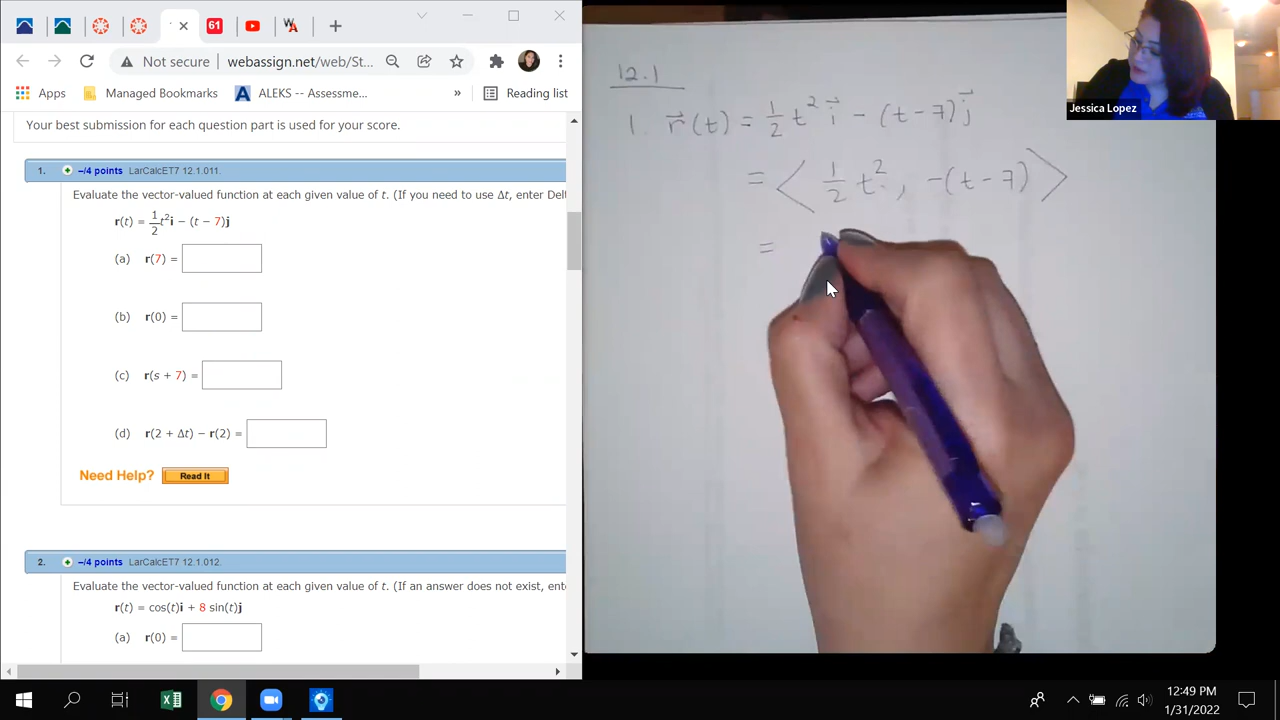 61
Not secure
webassign.net/web/St...
Apps
Managed Bookmarks
ALEKS -- Assessme...
»
Reading list
Your best submission for each question part is used for your score.
1.
–/4 points
LarCalcET7 12.1.011.
Evaluate the vector-valued function at each given value of t. (If you need to use Δt, enter Del
r(t) = 1/2 t²i − (t − 7)j
(a) r(7) =
(b) r(0) =
(c) r(s + 7) =
(d) r(2 + Δt) − r(2) =
Need Help? Read It
2.
–/4 points
LarCalcET7 12.1.012.
Evaluate the vector-valued function at each given value of t. (If an answer does not exist, ente
r(t) = cos(t)i + 8 sin(t)j
(a) r(0) =
12.1
1. r⃗(t) = 1/2 t² i⃗ − (t − 7) j⃗
= < 1/2 t², −(t − 7) >
=
Jessica Lopez
12:49 PM
1/31/2022